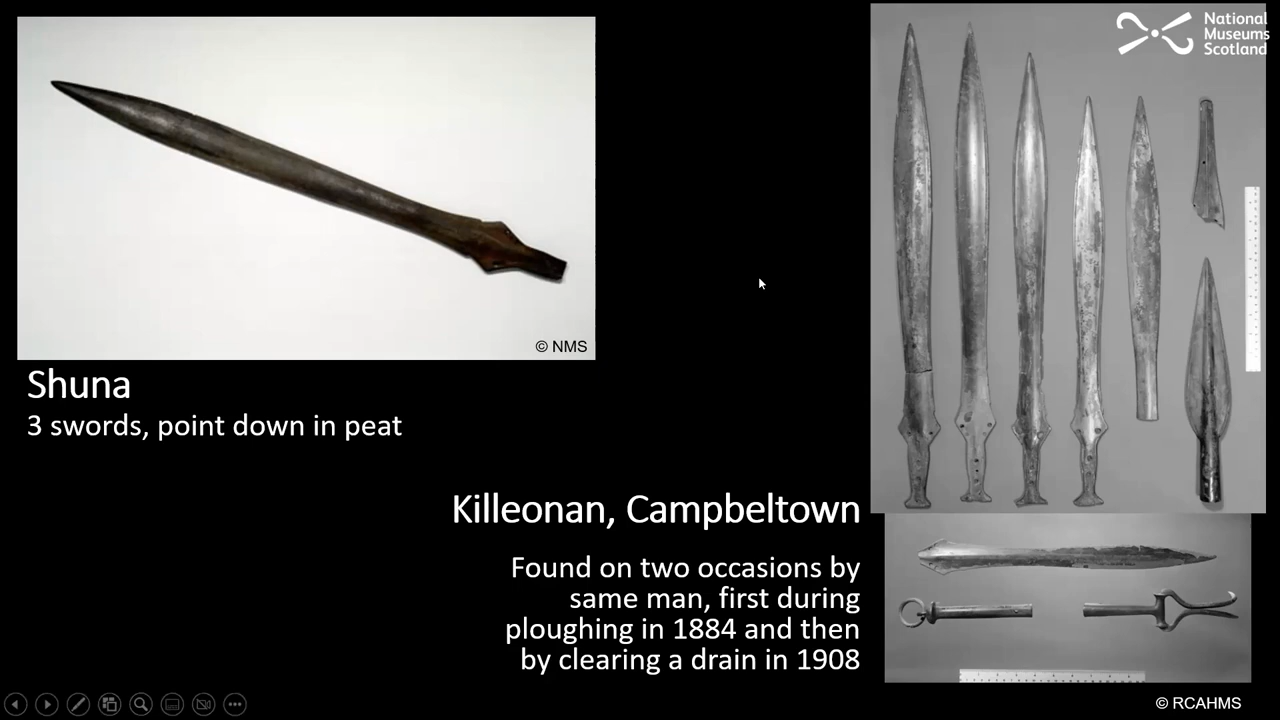 National
Museums
Scotland
© NMS
Shuna
3 swords, point down in peat
Killeonan, Campbeltown
Found on two occasions by
same man, first during
ploughing in 1884 and then
by clearing a drain in 1908
© RCAHMS